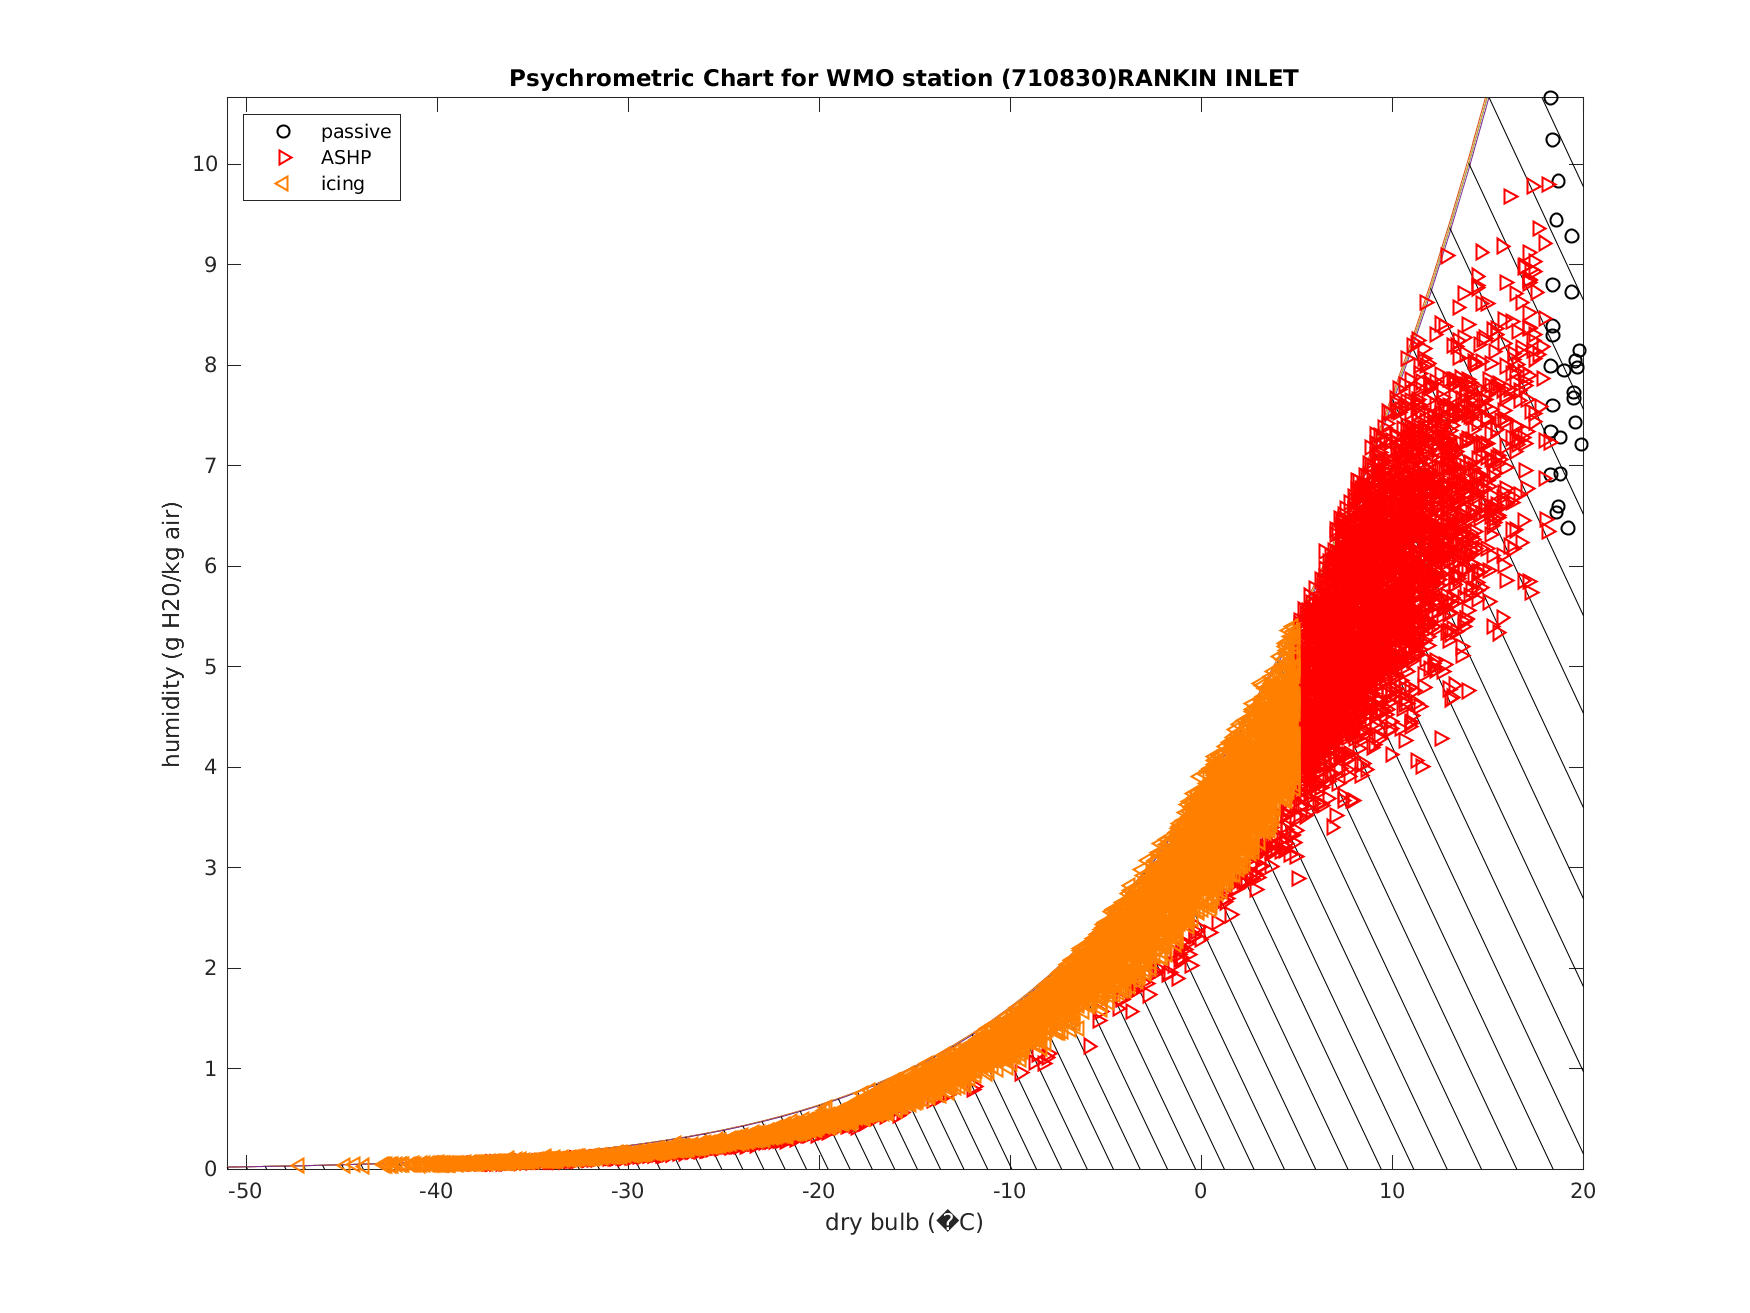 Psychrometric Chart for WMO station (710830)RANKIN INLET
passive
ASHP
icing
humidity (g H20/kg air)
10
9
8
7
6
5
4
3
2
1
0
-50 -40 -30 -20 -10 0 10 20
dry bulb (�C)